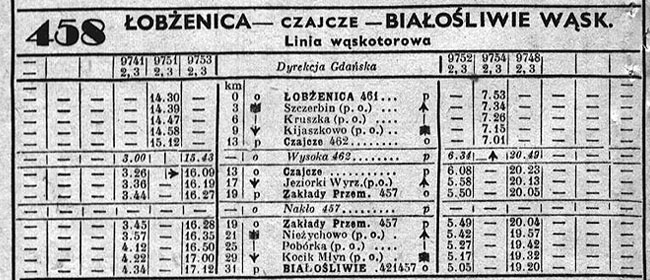 458 ŁOBŻENICA — CZAJCZE — BIAŁOŚLIWIE WĄSK.
Linia wąskotorowa
9741 9751 9753 Dyrekcja Gdańska 9752 9754 9748
2, 3 2, 3 2, 3 2, 3 2, 3 2, 3
km
— — — — 14.30 — 0 o ŁOBŻENICA 461 ... p — 7.53 — — — —
— — — — 14.39 — 3 Szczerbin (p. o.) .... — 7.34 — — — —
— — — — 14.47 — 6 | Kruszka (p. o.) .... | — 7.26 — — — —
— — — — 14.58 — 9 Kijaszkowo (p. o.) .. — 7.15 — — — —
— — — — 15.12 — 13 p Czajcze 462 ........ o — 7.01 — — — —
— — — 3.00 | 15.43 — o Wysoka 462 ........ p 6.34 — 20.49 — — —
— — — 3.26 16.09 13 o Czajcze ............ p 6.08 — 20.23 — — —
— — — 3.36 — 16.19 17 Jeziorki Wyrz.(p.o.) 5.58 — 20.13 — — —
— — — 3.44 — 16.27 19 p Zakłady Przem. 457 o 5.50 — 20.05 — — —
— — — — — — — o Nakło 457 .......... p — — — — — —
— — — 3.45 — 16.28 19 o Zakłady Przem. 457 p 5.49 — 20.04 — — —
— — — 3.57 — 16.35 21 Nieżychowo (p. o.) . 5.42 — 19.57 — — —
— — — 4.12 — 16.50 25 | Pobórka (p. o.) .... | 5.27 — 19.42 — — —
— — — 4.22 — 17.00 29 Kocik Młyn (p. o.) 5.17 — 19.32 — — —
— — — 4.34 — 17.12 31 p BIAŁOŚLIWIE .421 457 o 5.05 — 19.20 — — —